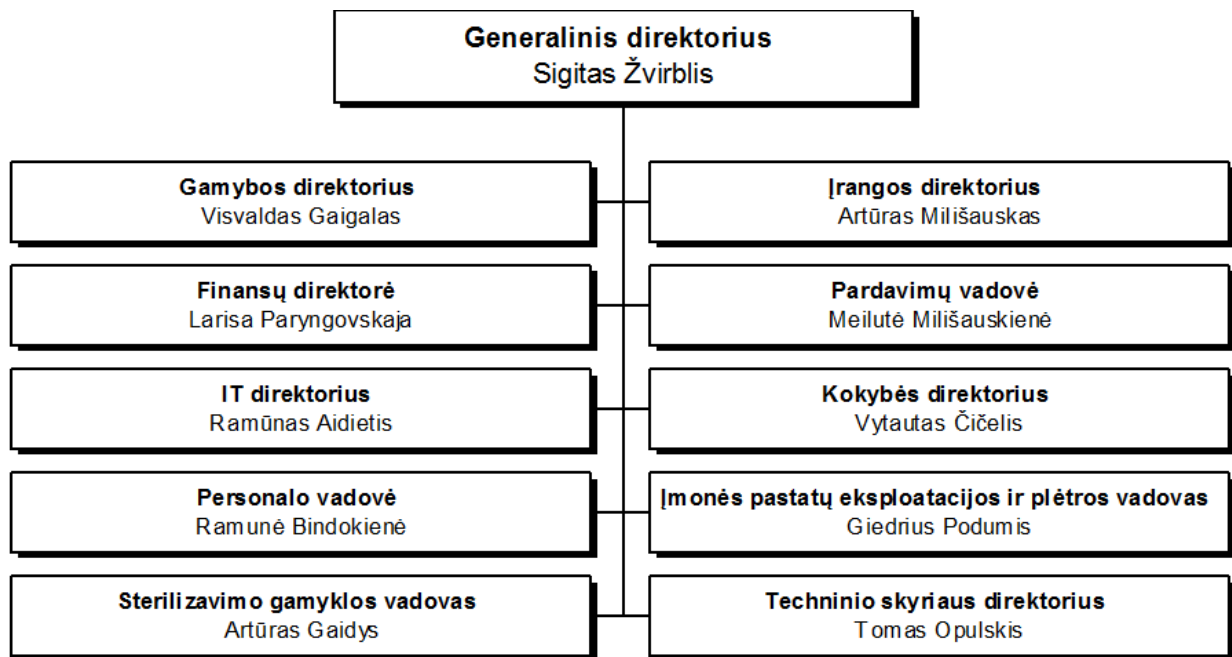 Generalinis direktorius
Sigitas Žvirblis
Gamybos direktorius
Visvaldas Gaigalas
Įrangos direktorius
Artūras Milišauskas
Finansų direktorė
Larisa Paryngovskaja
Pardavimų vadovė
Meilutė Milišauskienė
IT direktorius
Ramūnas Aidietis
Kokybės direktorius
Vytautas Čičelis
Personalo vadovė
Ramunė Bindokienė
Įmonės pastatų eksploatacijos ir plėtros vadovas
Giedrius Podumis
Sterilizavimo gamyklos vadovas
Artūras Gaidys
Techninio skyriaus direktorius
Tomas Opulskis